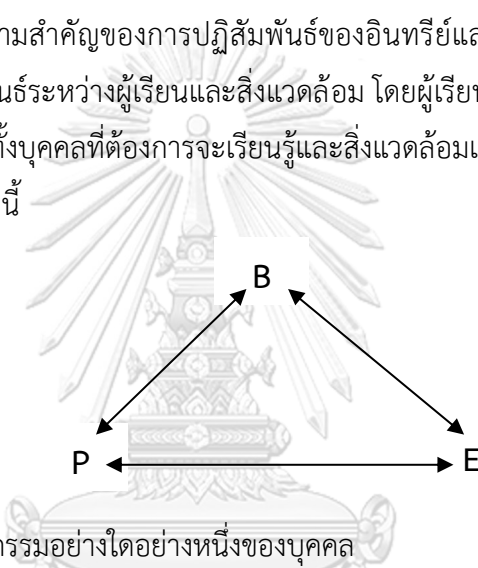 ามสำคัญของการปฏิสัมพันธ์ของอินทรีย์แล
นธ์ระหว่างผู้เรียนและสิ่งแวดล้อม โดยผู้เรียน
ทั้งบุคคลที่ต้องการจะเรียนรู้และสิ่งแวดล้อมเ
นี้
B
P
E
กรรมอย่างใดอย่างหนึ่งของบุคคล